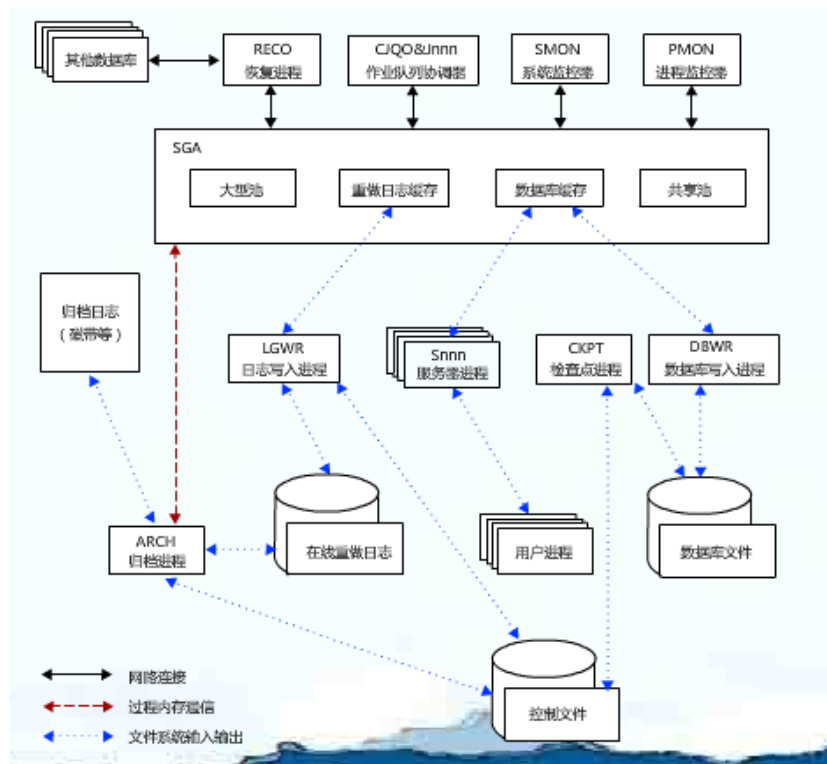 其他数据库
RECO
恢复进程
CJQO&Jnnn
作业队列协调器
SMON
系统监控器
PMON
进程监控器
SGA
大型池
重做日志缓存
数据库缓存
共享池
归档日志
(磁带等)
LGWR
日志写入进程
Snnn
服务器进程
CKPT
检查点进程
DBWR
数据库写入进程
ARCH
归档进程
在线重做日志
用户进程
数据库文件
控制文件
网络连接
过程内存通信
文件系统输入输出